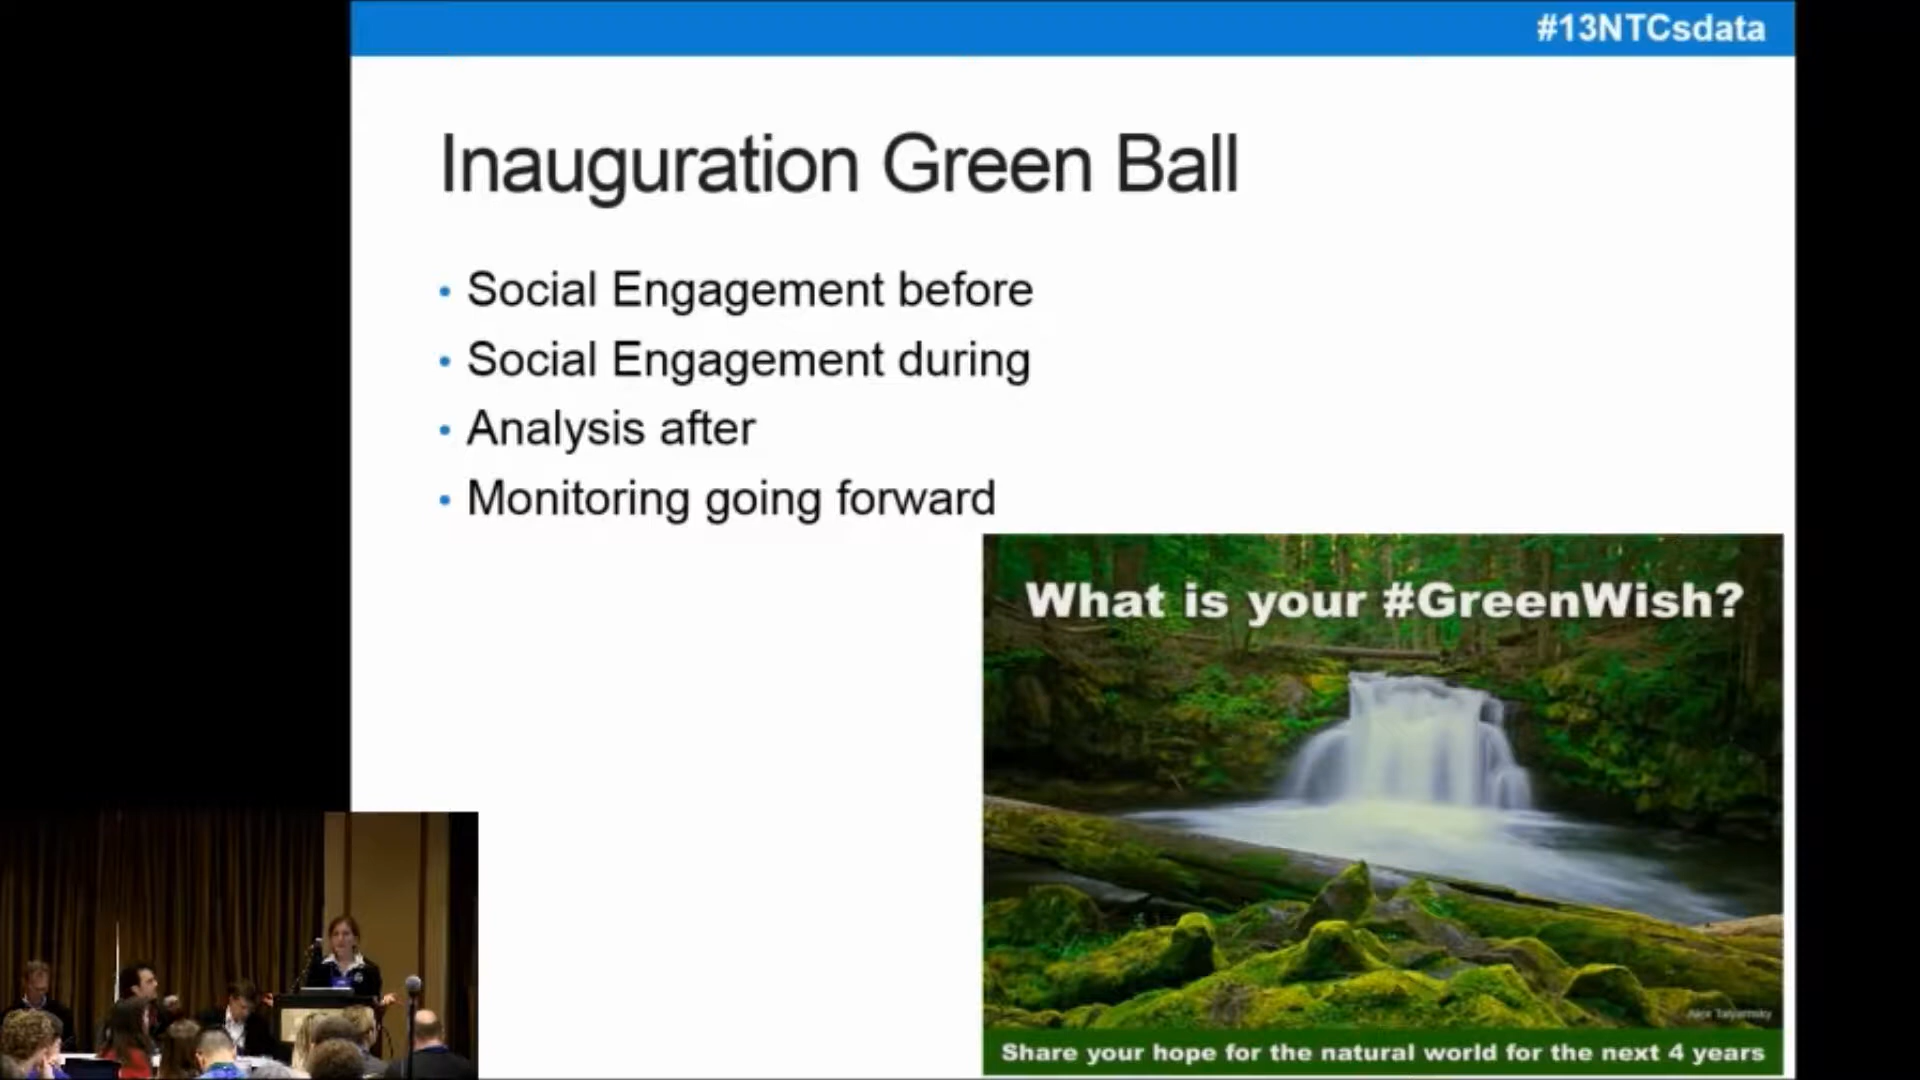 #13NTCsdata
Inauguration Green Ball
• Social Engagement before
• Social Engagement during
• Analysis after
• Monitoring going forward
What is your #GreenWish?
Share your hope for the natural world for the next 4 years